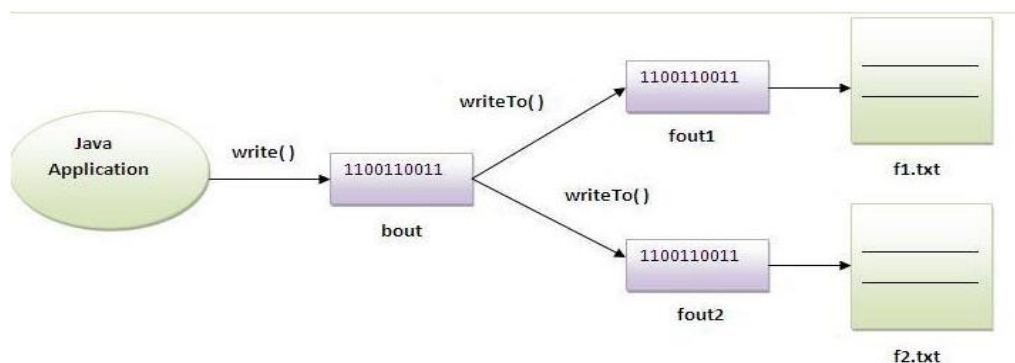 Java
Application
write()
1100110011
bout
writeTo()
1100110011
fout1
f1.txt
writeTo()
1100110011
fout2
f2.txt